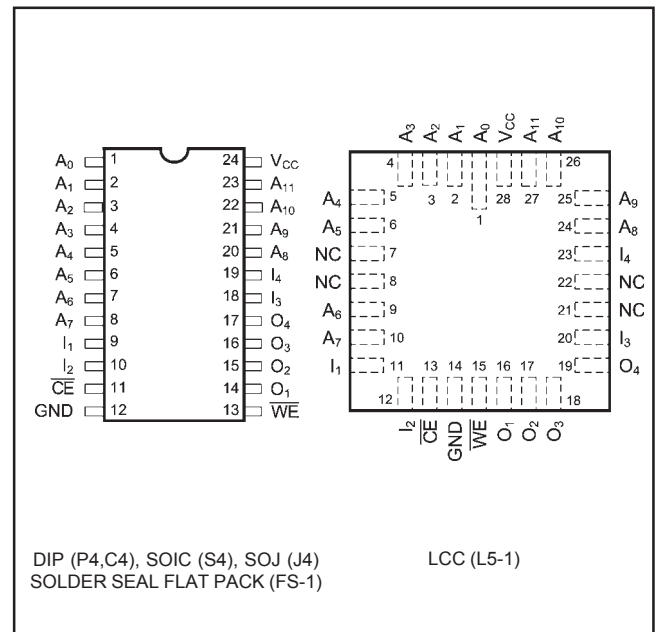 A₀ 1 24 V_CC
A₁ 2 23 A₁₁
A₂ 3 22 A₁₀
A₃ 4 21 A₉
A₄ 5 20 A₈
A₅ 6 19 I₄
A₆ 7 18 I₃
A₇ 8 17 O₄
I₁ 9 16 O₃
I₂ 10 15 O₂
C̅E̅ 11 14 O₁
GND 12 13 W̅E̅
DIP (P4,C4), SOIC (S4), SOJ (J4)
SOLDER SEAL FLAT PACK (FS-1)
A₃ A₂ A₁ A₀ V_CC A₁₁ A₁₀
4 3 2 1 28 27 26
A₄ 5 25 A₉
A₅ 6 24 A₈
NC 7 23 I₄
NC 8 22 NC
A₆ 9 21 NC
A₇ 10 20 I₃
I₁ 11 19 O₄
12 13 14 15 16 17 18
I₂ C̅E̅ GND W̅E̅ O₁ O₂ O₃
LCC (L5-1)